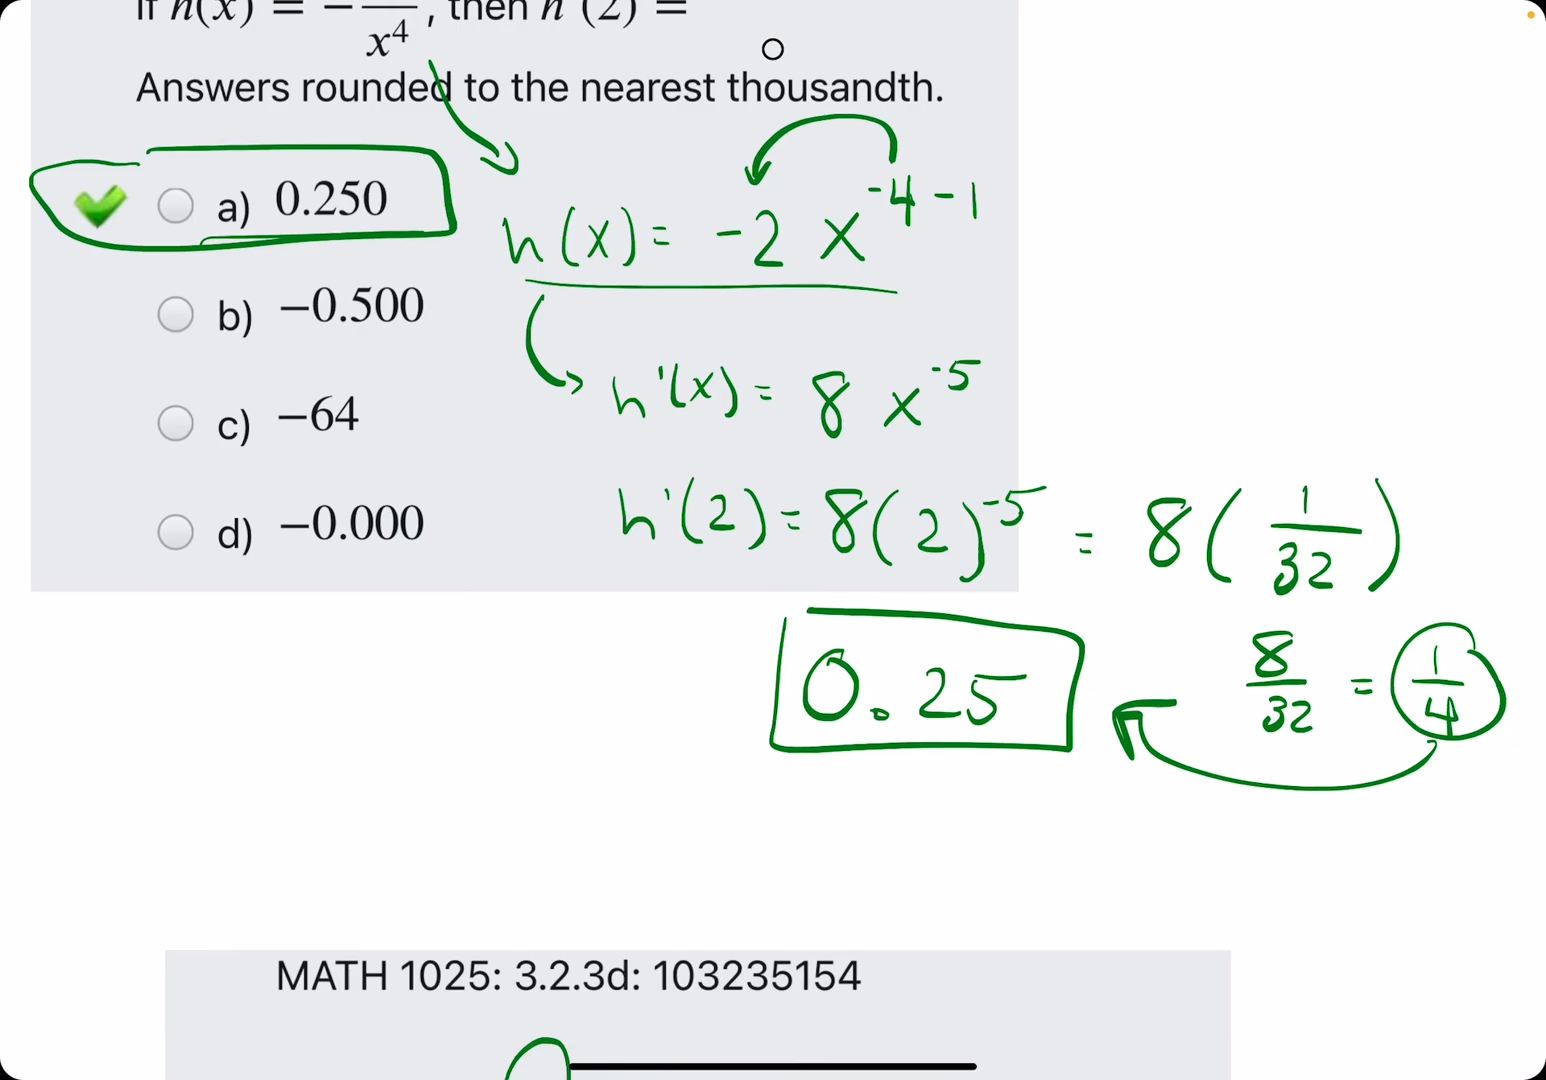 If h(x) = − /x⁴, then h (2) =
Answers rounded to the nearest thousandth.
a) 0.250
b) −0.500
c) −64
d) −0.000
h(x) = -2 x^-4 -1
h'(x) = 8 x^-5
h'(2) = 8(2)^-5 = 8(1/32)
8/32 = 1/4
0.25
MATH 1025: 3.2.3d: 103235154